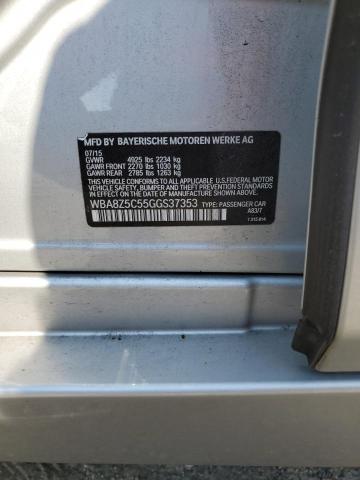 MFD BY BAYERISCHE MOTOREN WERKE AG
07/15
GVWR 4925 lbs 2234 kg
GAWR FRONT 2270 lbs 1030 kg
GAWR REAR 2785 lbs 1263 kg
THIS VEHICLE CONFORMS TO ALL APPLICABLE U.S.FEDERAL MOTOR
VEHICLE SAFETY, BUMPER, AND THEFT PREVENTION STANDARDS IN
EFFECT ON THE DATE OF MANUFACTURE SHOWN ABOVE.
WBA8Z5C55GGS37353 TYPE: PASSENGER CAR
A83/7